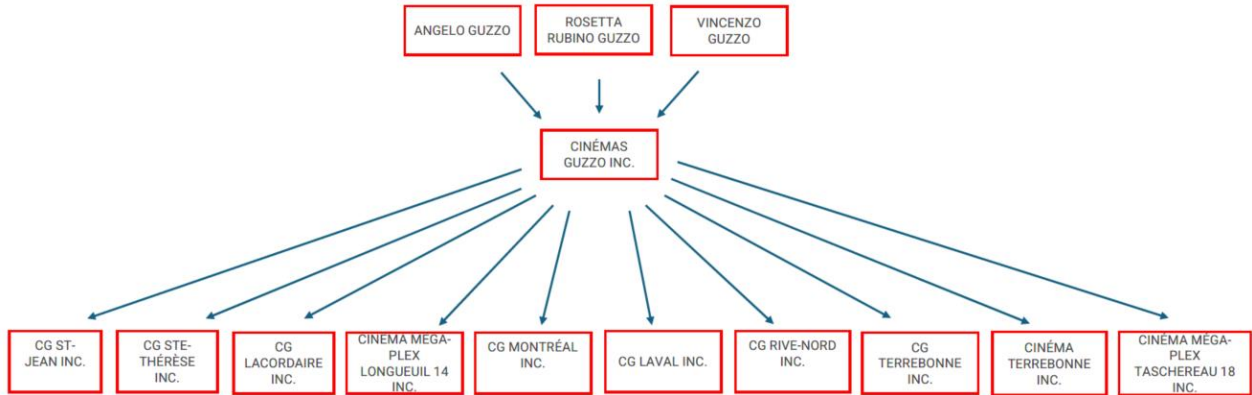 ANGELO GUZZO
ROSETTA
RUBINO GUZZO
VINCENZO
GUZZO
CINÉMAS
GUZZO INC.
CG ST-
JEAN INC.
CG STE-
THÉRÈSE
INC.
CG
LACORDAIRE
INC.
CINÉMA MÉGA-
PLEX
LONGUEUIL 14
INC.
CG MONTRÉAL
INC.
CG LAVAL INC.
CG RIVE-NORD
INC.
CG
TERREBONNE
INC.
CINÉMA
TERREBONNE
INC.
CINÉMA MÉGA-
PLEX
TASCHEREAU 18
INC.